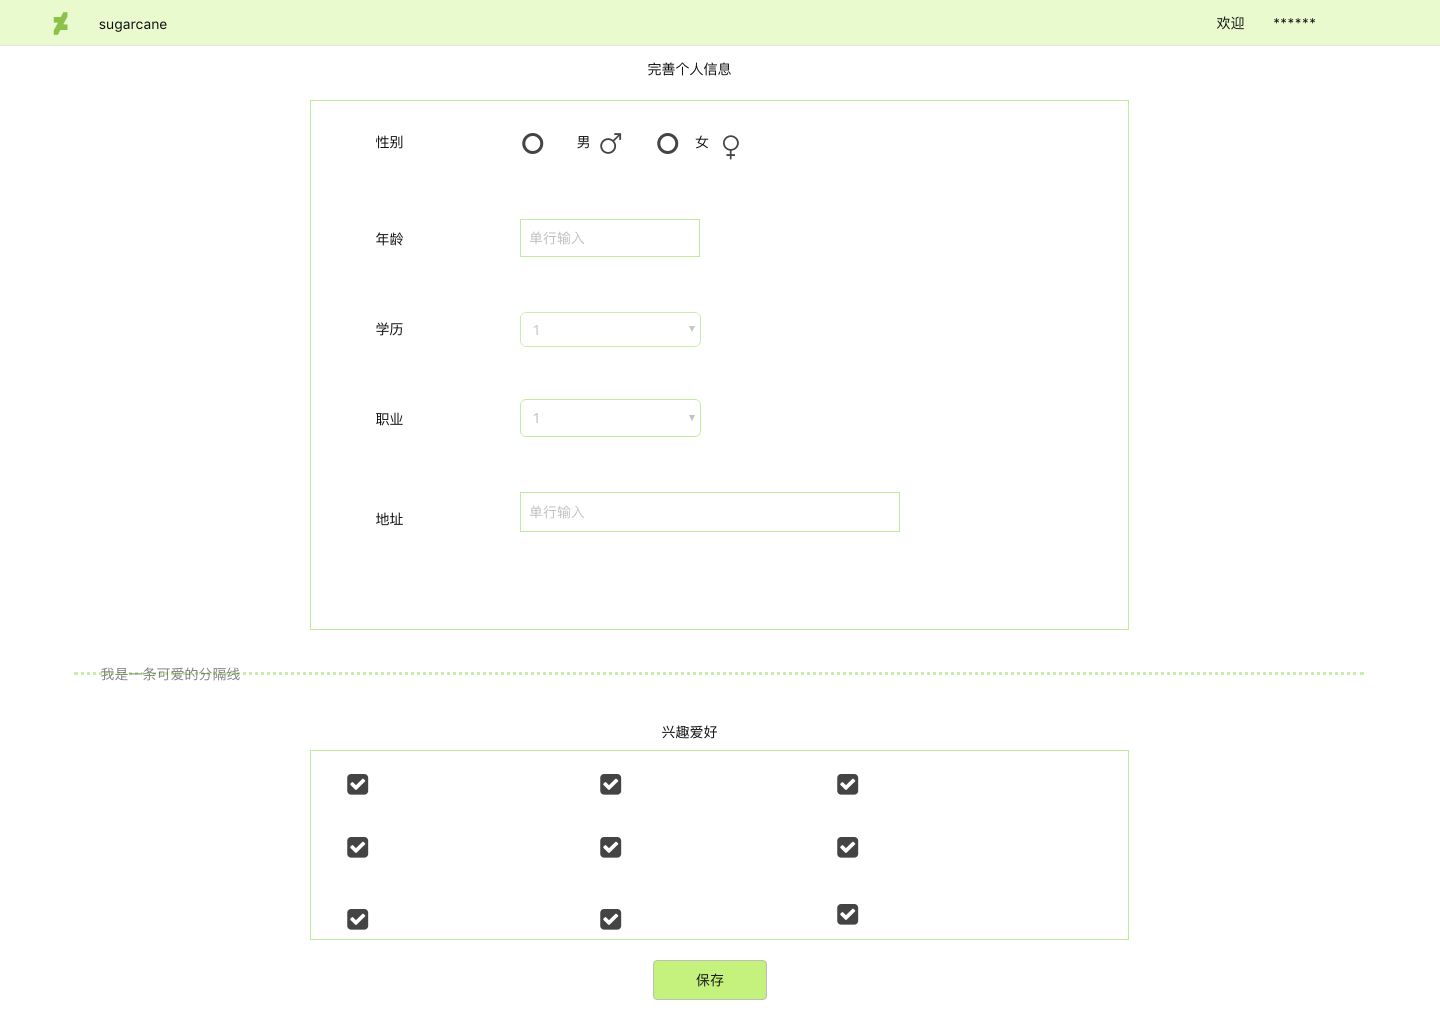 sugarcane
欢迎 ******
完善个人信息
性别 男 ♂ 女 ♀
年龄 单行输入
学历 1
职业 1
地址 单行输入
我是一条可爱的分隔线
兴趣爱好
保存